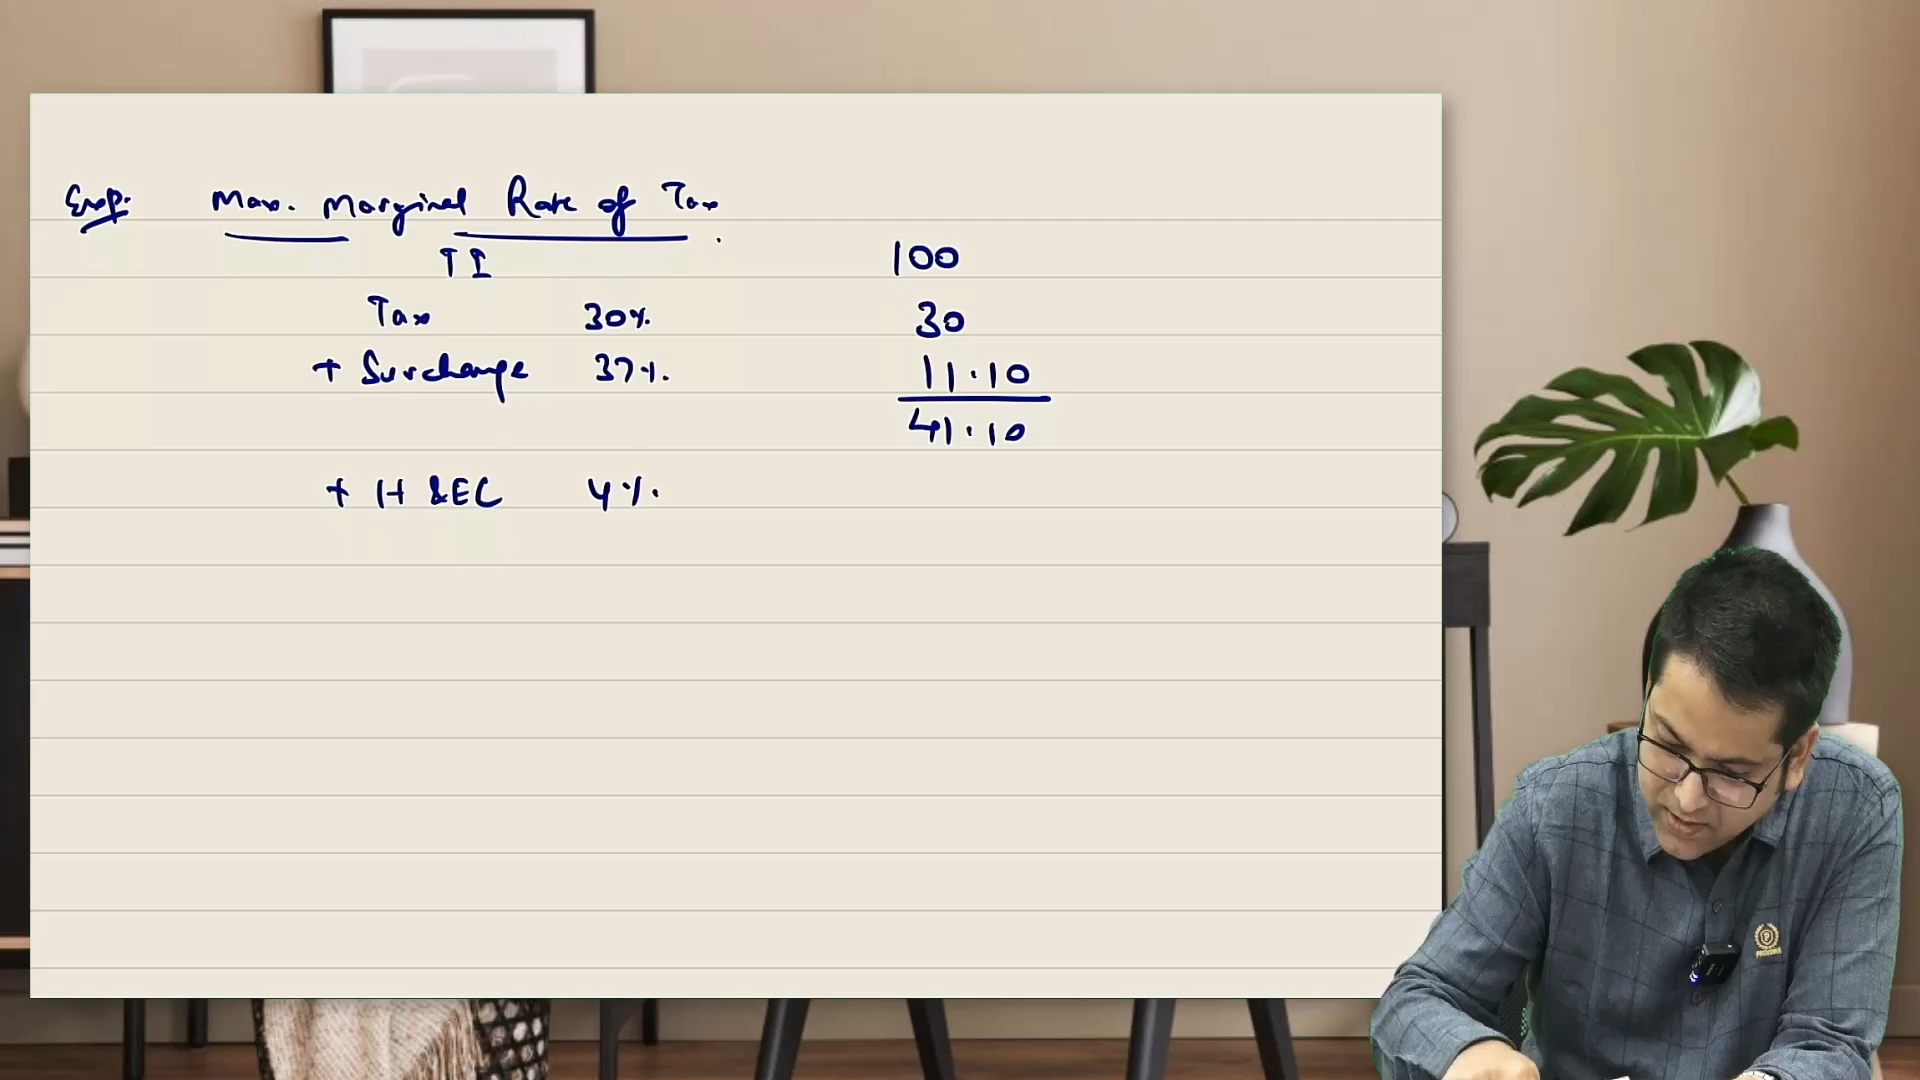 Exp. Max. Marginal Rate of Tax
TI 100
Tax 30% 30
+ Surcharge 37% 11.10
41.10
+ H &EC 4%